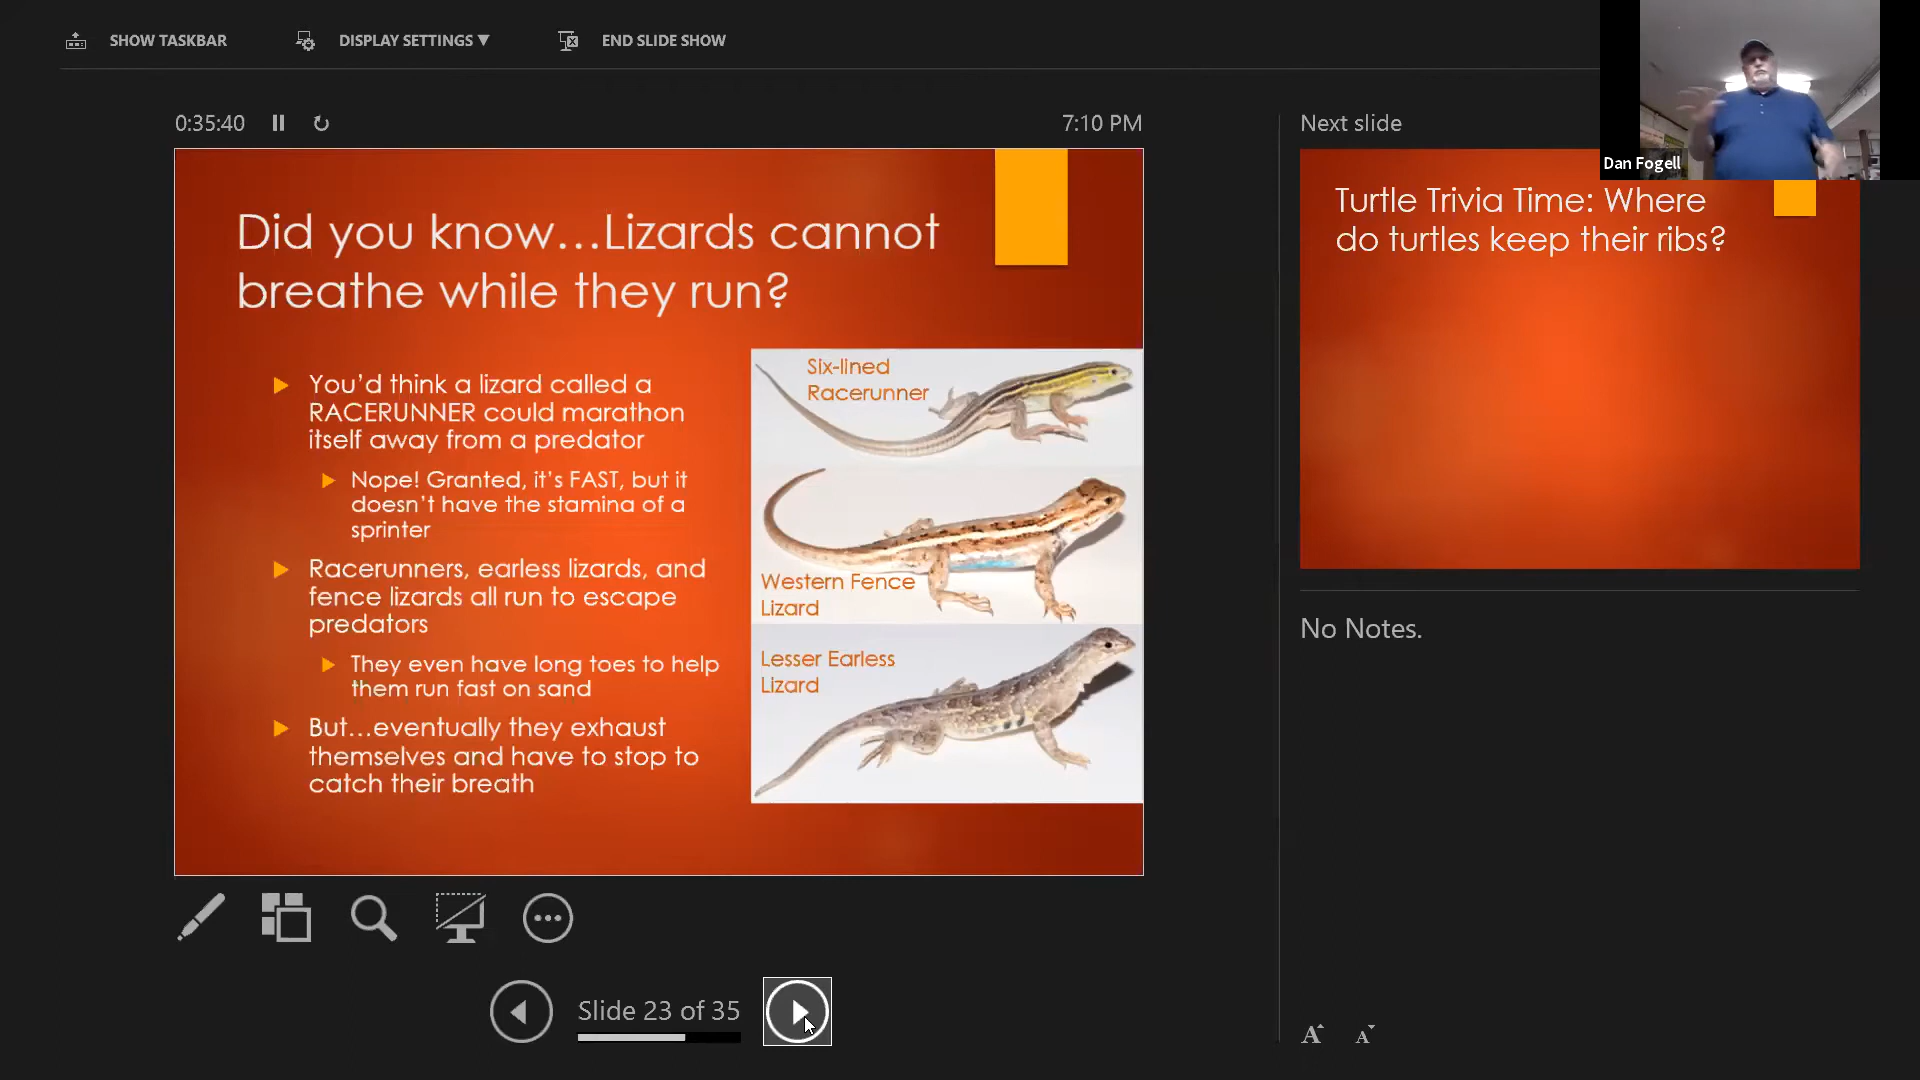 SHOW TASKBAR
DISPLAY SETTINGS ▼
END SLIDE SHOW
0:35:40
7:10 PM
Did you know...Lizards cannot
breathe while they run?
You'd think a lizard called a
RACERUNNER could marathon
itself away from a predator
Nope! Granted, it's FAST, but it
doesn't have the stamina of a
sprinter
Racerunners, earless lizards, and
fence lizards all run to escape
predators
They even have long toes to help
them run fast on sand
But...eventually they exhaust
themselves and have to stop to
catch their breath
Six-lined
Racerunner
Western Fence
Lizard
Lesser Earless
Lizard
Slide 23 of 35
Next slide
Dan Fogell
Turtle Trivia Time: Where
do turtles keep their ribs?
No Notes.
A A